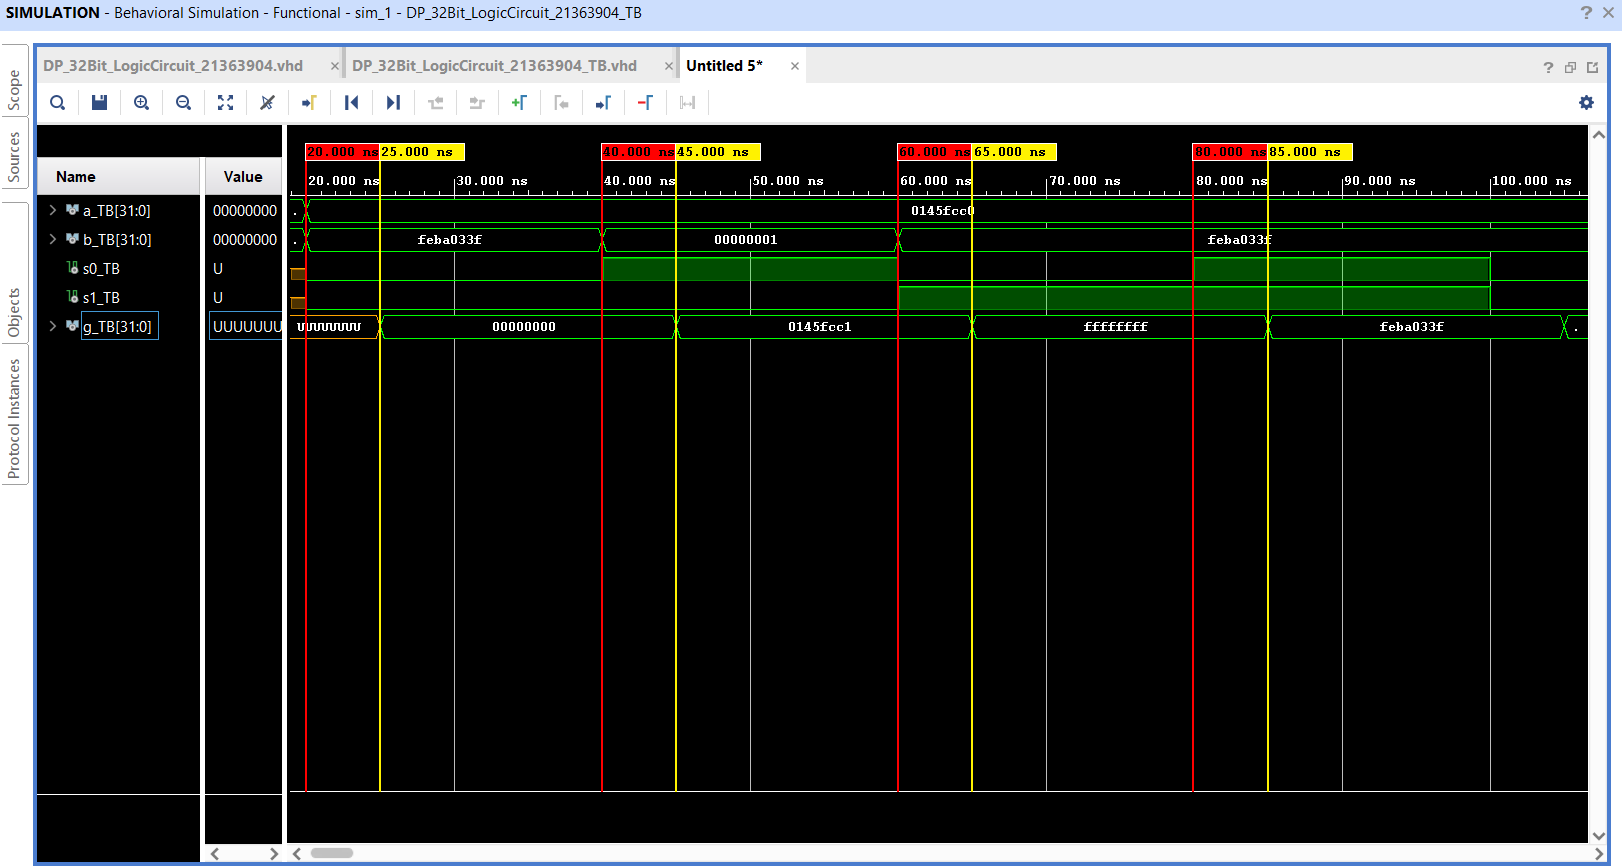 SIMULATION - Behavioral Simulation - Functional - sim_1 - DP_32Bit_LogicCircuit_21363904_TB
? ×
Scope
Sources
Objects
Protocol Instances
DP_32Bit_LogicCircuit_21363904.vhd × DP_32Bit_LogicCircuit_21363904_TB.vhd × Untitled 5* ×
?
20.000 ns 25.000 ns 40.000 ns 45.000 ns 60.000 ns 65.000 ns 80.000 ns 85.000 ns
Name Value
20.000 ns 30.000 ns 40.000 ns 50.000 ns 60.000 ns 70.000 ns 80.000 ns 90.000 ns 100.000 ns
a_TB[31:0] 00000000 . 0145fcc0
b_TB[31:0] 00000000 . feba033f 00000001 feba033f
s0_TB U
s1_TB U
g_TB[31:0] UUUUUUU UUUUUUUU 00000000 0145fcc1 ffffffff feba033f .